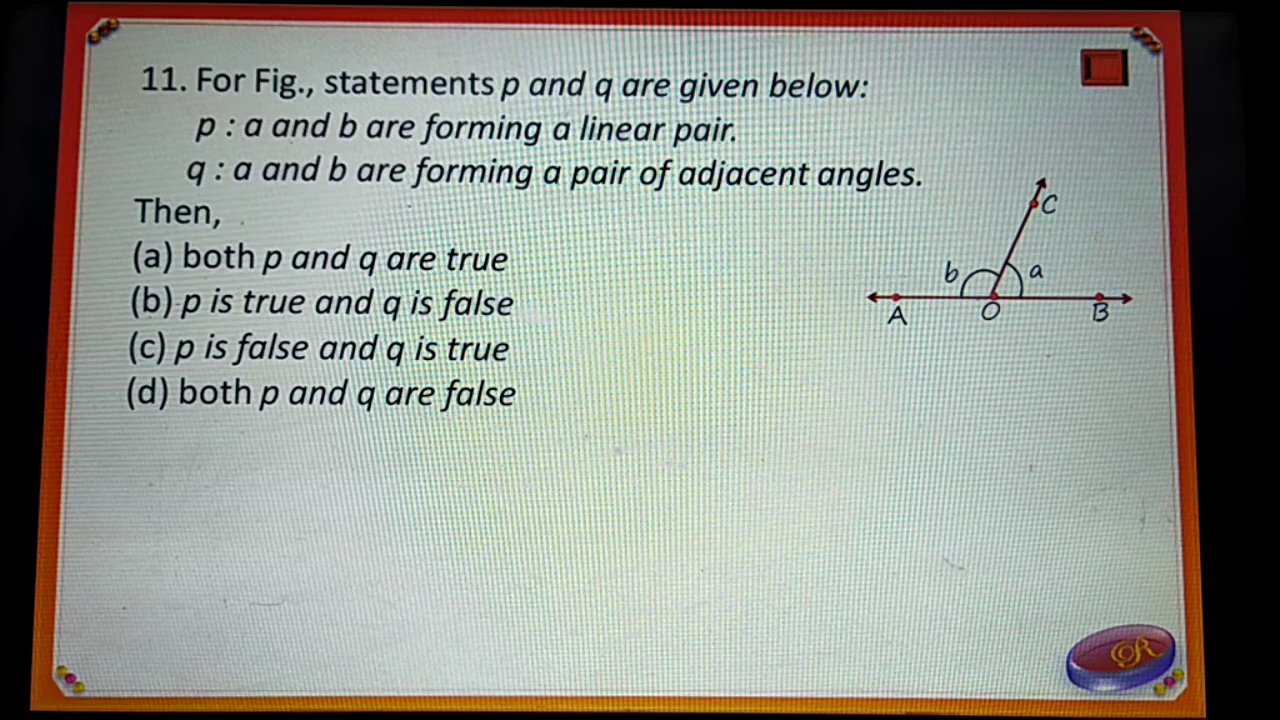 11. For Fig., statements p and q are given below:
p : a and b are forming a linear pair.
q : a and b are forming a pair of adjacent angles.
Then,
(a) both p and q are true
(b) p is true and q is false
(c) p is false and q is true
(d) both p and q are false
C
b
a
A
O
B
R